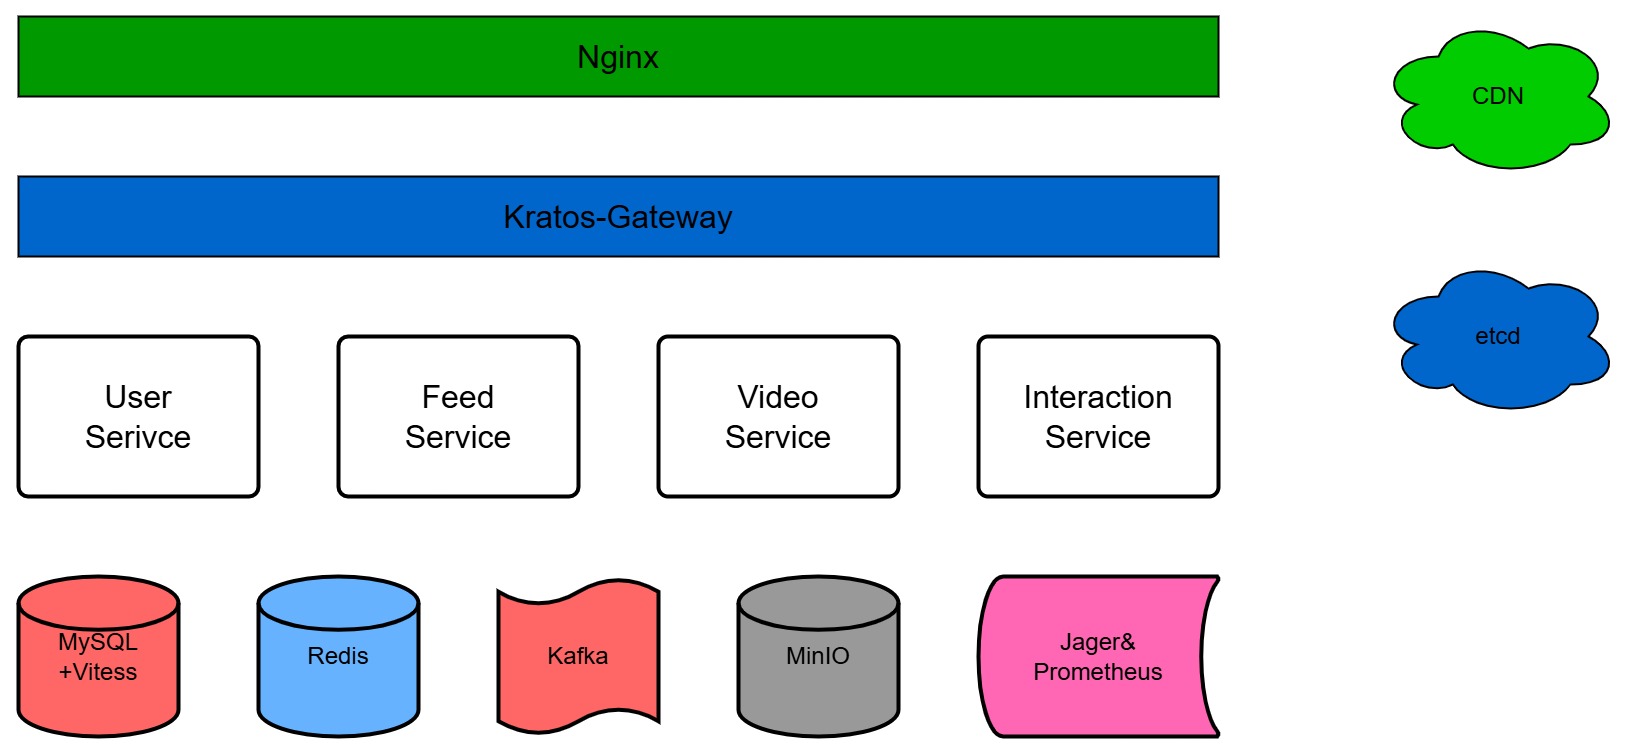 Nginx
CDN
Kratos-Gateway
etcd
User
Serivce
Feed
Service
Video
Service
Interaction
Service
MySQL
+Vitess
Redis
Kafka
MinIO
Jager&
Prometheus